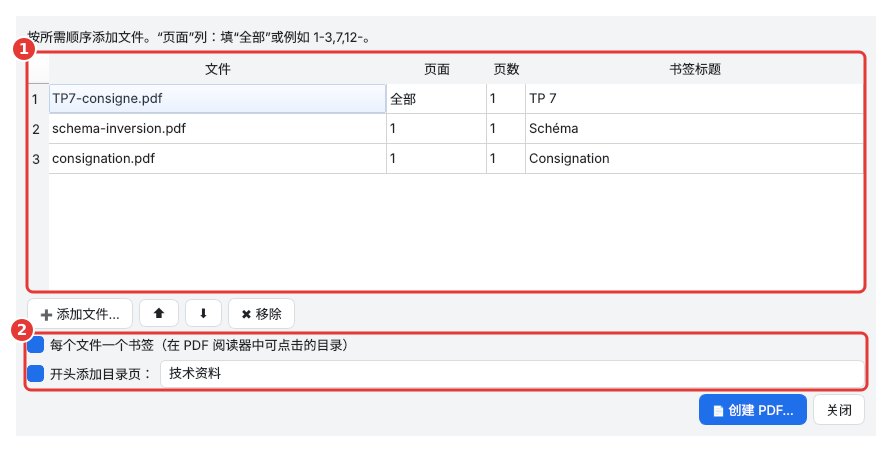 按所需顺序添加文件。“页面”列：填“全部”或例如 1-3,7,12-。
1
文件 页面 页数 书签标题
1 TP7-consigne.pdf 全部 1 TP 7
2 schema-inversion.pdf 1 1 Schéma
3 consignation.pdf 1 1 Consignation
➕ 添加文件... ⬆ ⬇ ✖ 移除
2
每个文件一个书签（在 PDF 阅读器中可点击的目录）
开头添加目录页： 技术资料
创建 PDF... 关闭